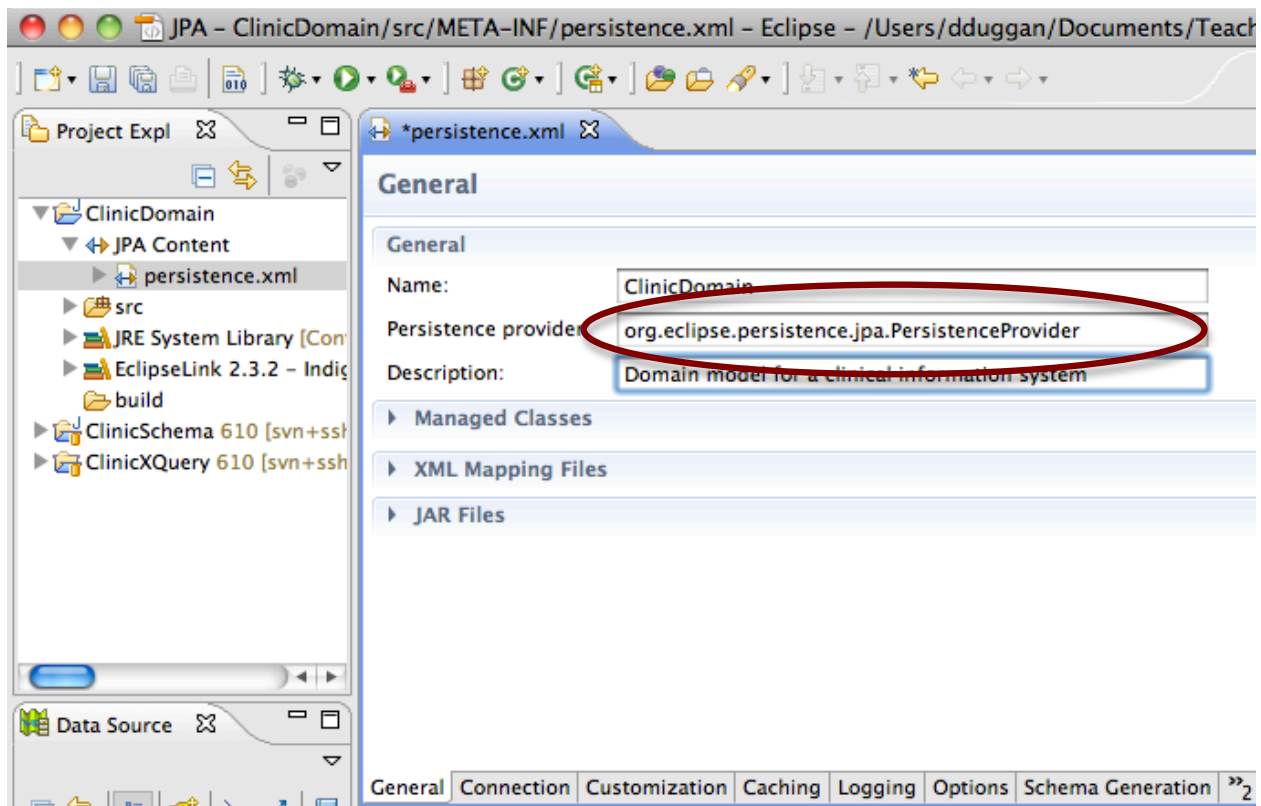 JPA – ClinicDomain/src/META-INF/persistence.xml – Eclipse – /Users/dduggan/Documents/Teach
010
Project Expl
*persistence.xml
General
ClinicDomain
JPA Content
persistence.xml
src
JRE System Library [Con
EclipseLink 2.3.2 – Indig
build
ClinicSchema 610 [svn+ssh
ClinicXQuery 610 [svn+ssh
General
Name:
ClinicDomain
Persistence provider
org.eclipse.persistence.jpa.PersistenceProvider
Description:
Domain model for a clinical information system
Managed Classes
XML Mapping Files
JAR Files
Data Source
General Connection Customization Caching Logging Options Schema Generation »2